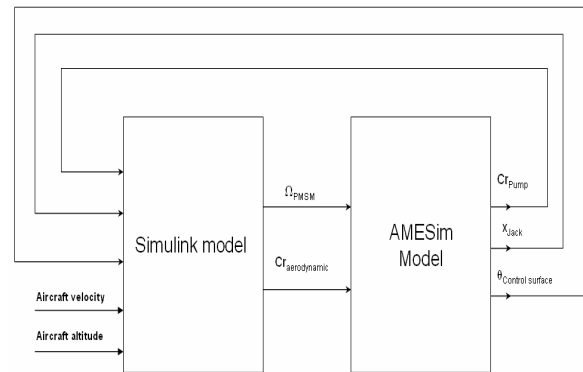 Simulink model
AMESim
Model
Ω_PMSM
Cr_aerodynamic
Cr_Pump
x_Jack
θ_Control surface
Aircraft velocity
Aircraft altitude